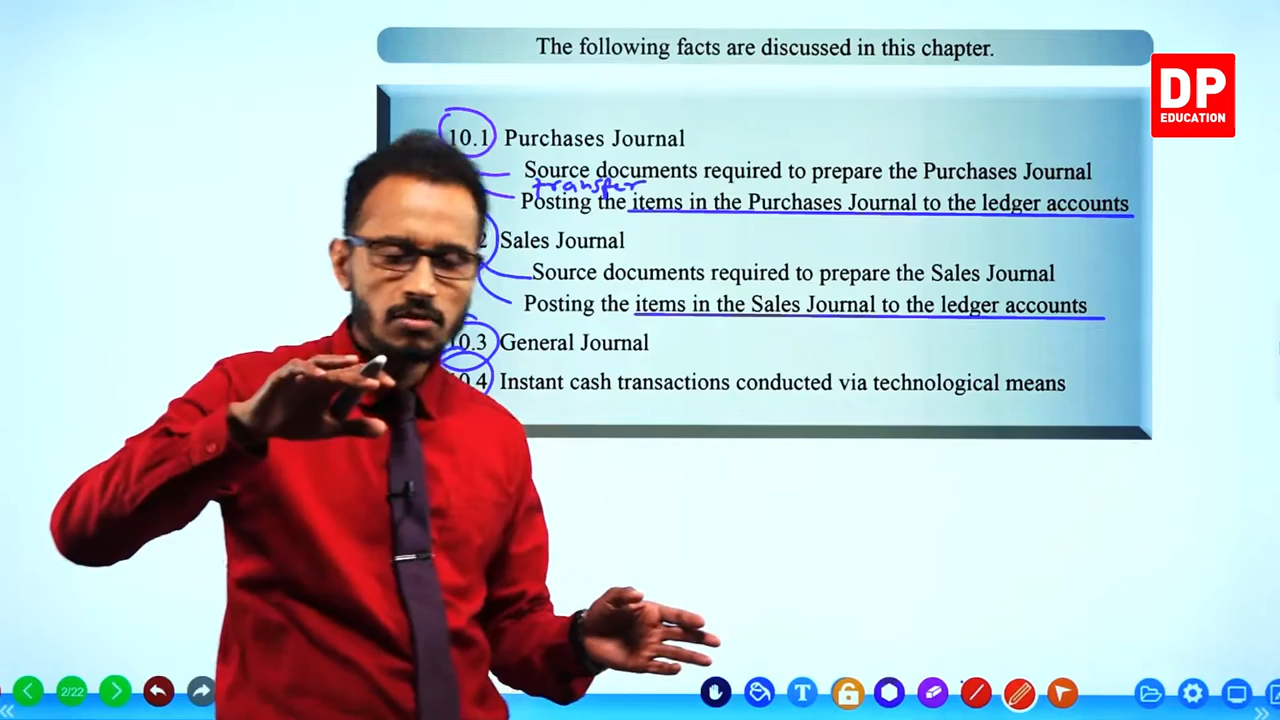 The following facts are discussed in this chapter.
DP
EDUCATION
10.1 Purchases Journal
Source documents required to prepare the Purchases Journal
transfer
Posting the items in the Purchases Journal to the ledger accounts
2 Sales Journal
Source documents required to prepare the Sales Journal
Posting the items in the Sales Journal to the ledger accounts
10.3 General Journal
10.4 Instant cash transactions conducted via technological means
2/22
T